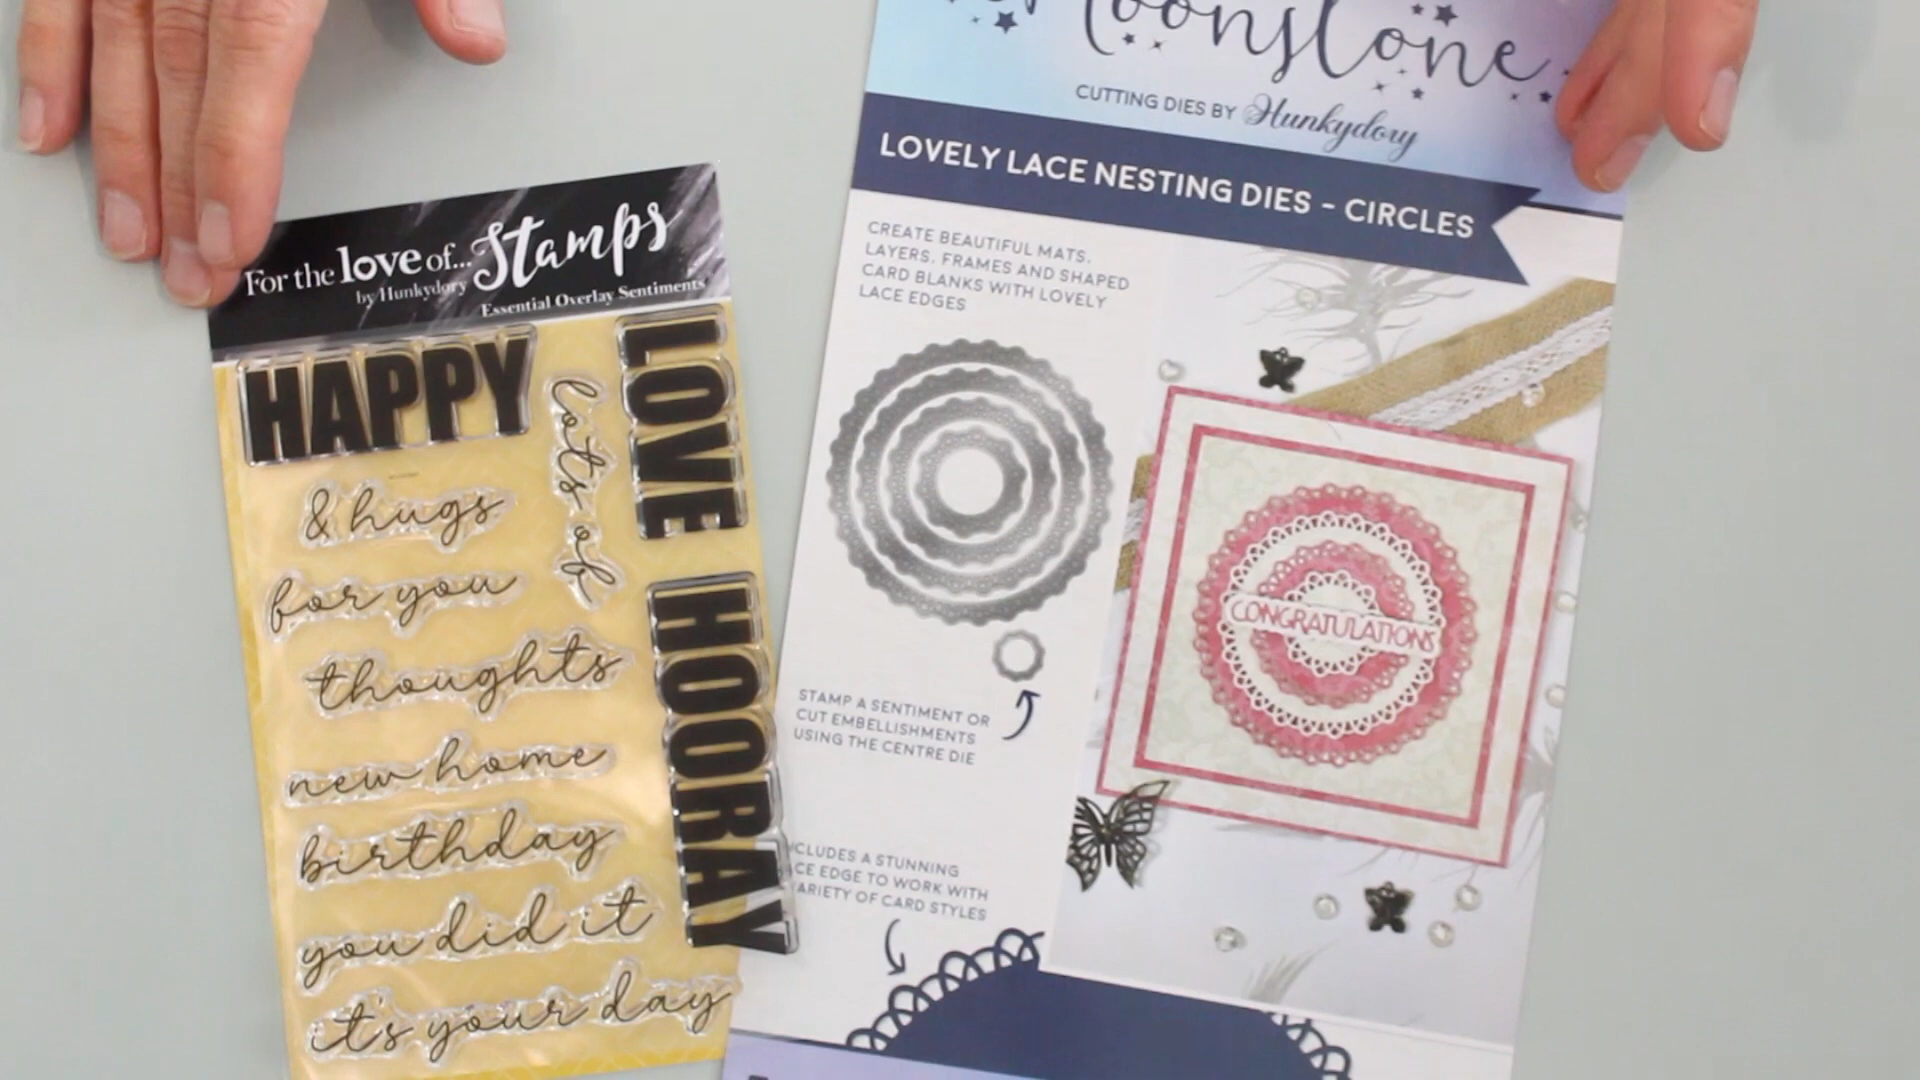 For the love of... Stamps
by Hunkydory
Essential Overlay Sentiments
HAPPY
LOVE
lots of
& hugs
for you
thoughts
HOORAY
new home
birthday
you did it
it's your day
Moonstone
CUTTING DIES BY Hunkydory
LOVELY LACE NESTING DIES - CIRCLES
CREATE BEAUTIFUL MATS,
LAYERS, FRAMES AND SHAPED
CARD BLANKS WITH LOVELY
LACE EDGES
CONGRATULATIONS
STAMP A SENTIMENT OR
CUT EMBELLISHMENTS
USING THE CENTRE DIE
A STUNNING
EDGE TO WORK WITH
OF CARD STYLES